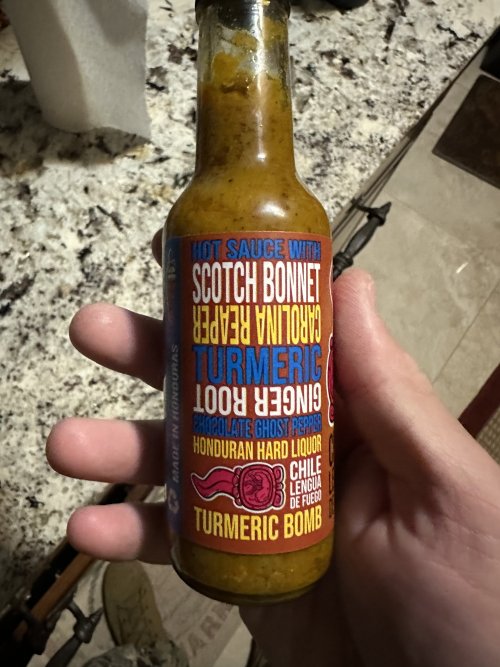 HOT SAUCE WITH
SCOTCH BONNET
CAROLINA REAPER
TURMERIC
GINGER ROOT
CHOCOLATE GHOST PEPPER
HONDURAN HARD LIQUOR
CHILE
LENGUA
DE FUEGO
TURMERIC BOMB
MADE IN HONDURAS